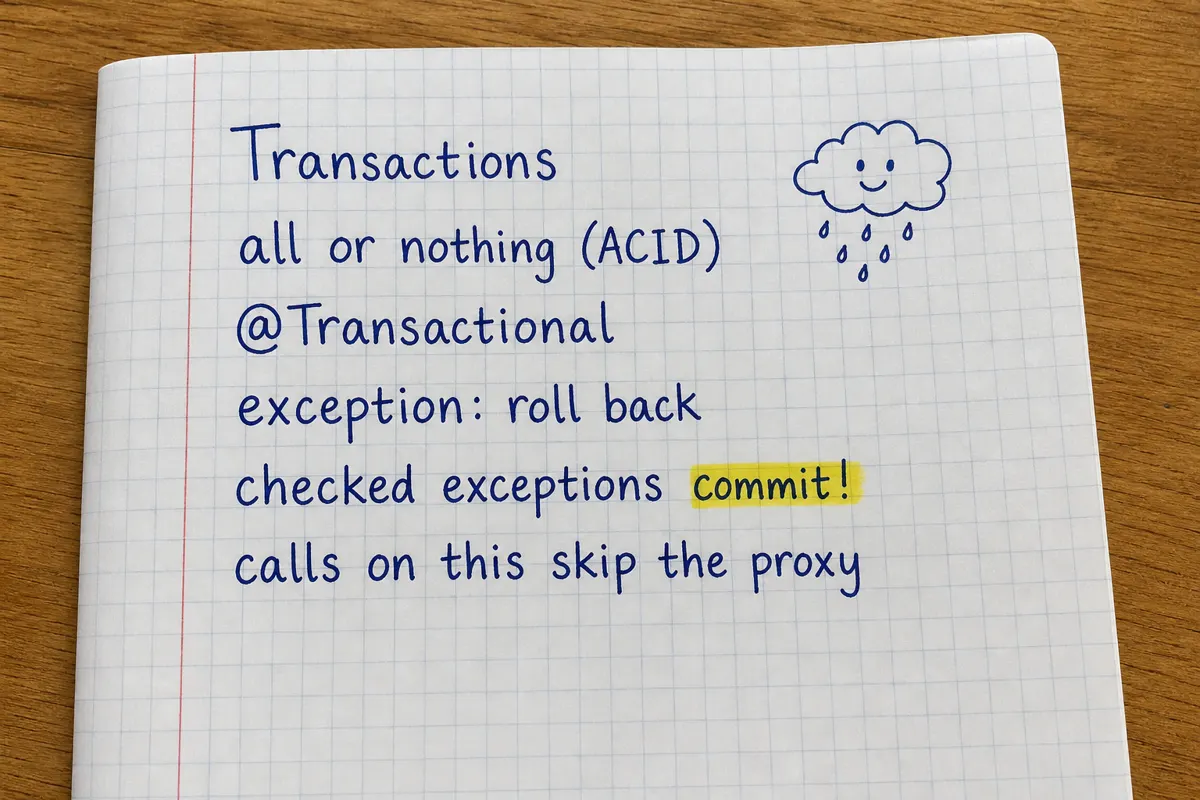 Transactions
all or nothing (ACID)
@Transactional
exception: roll back
checked exceptions commit!
calls on this skip the proxy